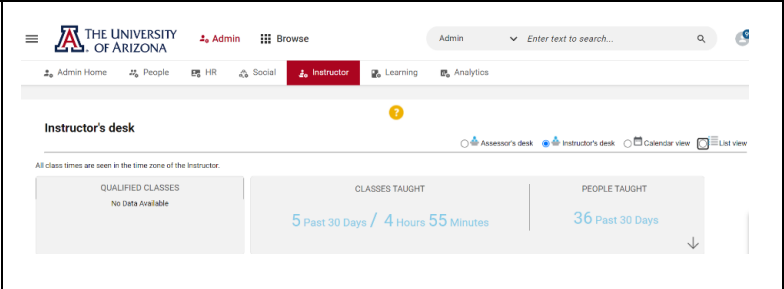 THE UNIVERSITY
OF ARIZONA
Admin
Browse
Admin
Enter text to search...
Admin Home
People
HR
Social
Instructor
Learning
Analytics
?
Instructor's desk
Assessor's desk
Instructor's desk
Calendar view
List view
All class times are seen in the time zone of the Instructor.
QUALIFIED CLASSES
No Data Available
CLASSES TAUGHT
5 Past 30 Days / 4 Hours 55 Minutes
PEOPLE TAUGHT
36 Past 30 Days